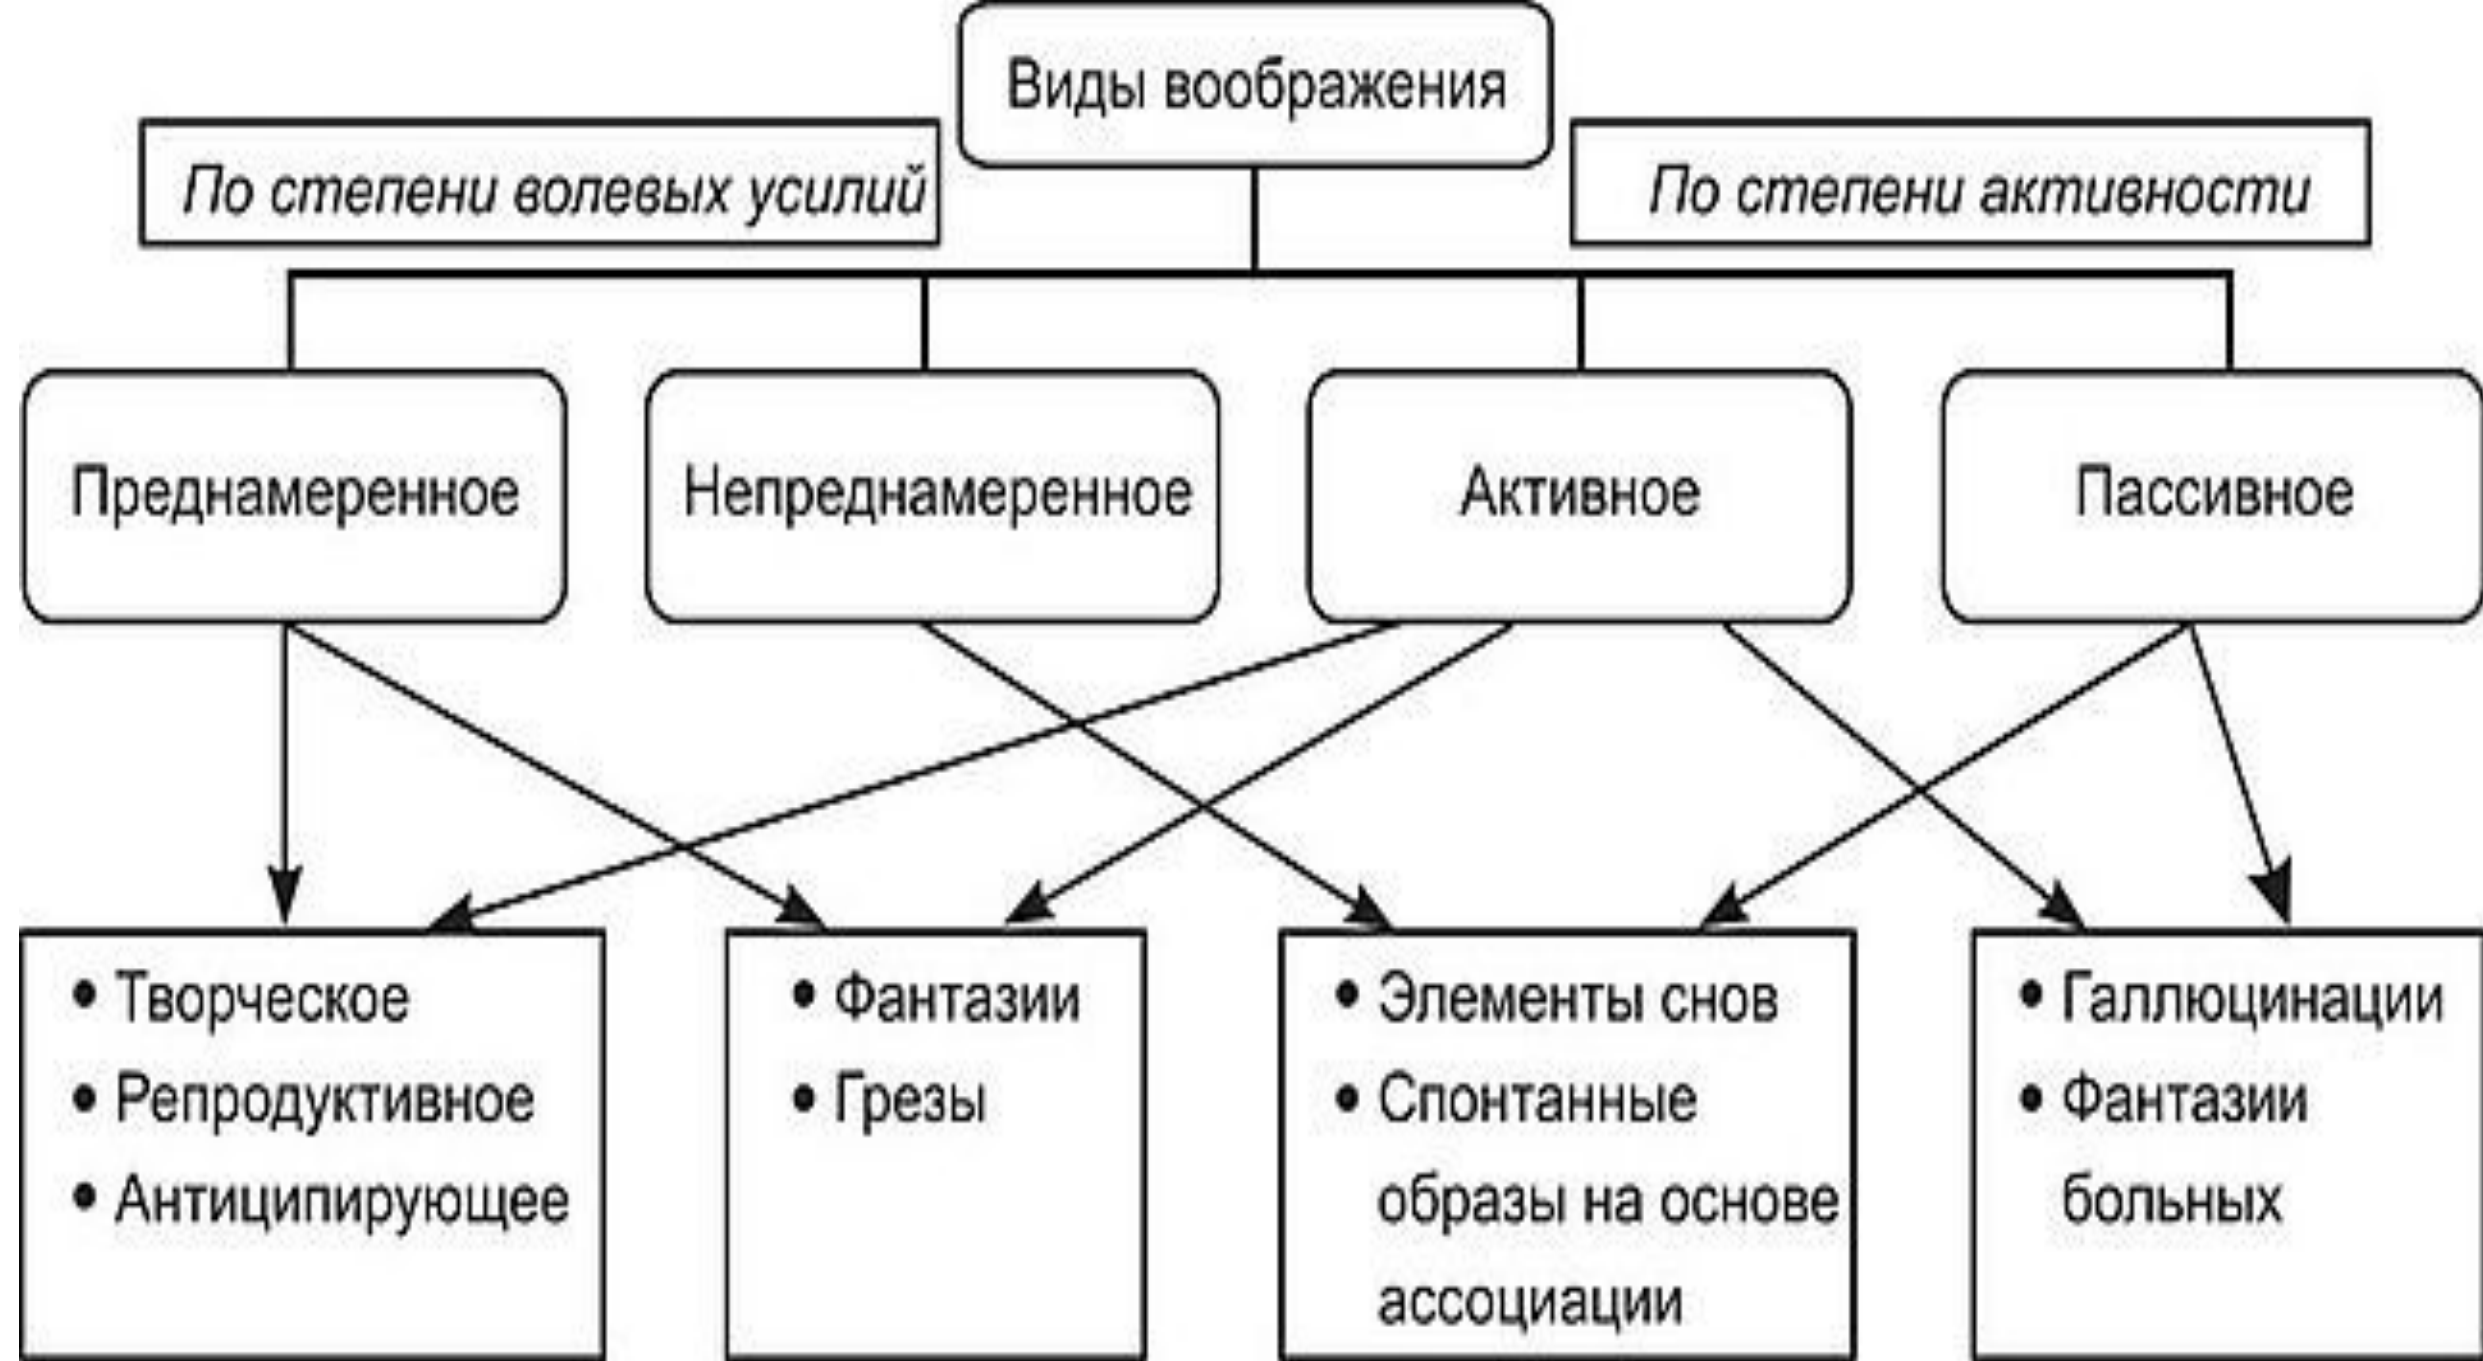 Виды воображения
По степени волевых усилий
По степени активности
Преднамеренное
Непреднамеренное
Активное
Пассивное
• Творческое
• Репродуктивное
• Антиципирующее
• Фантазии
• Грезы
• Элементы снов
• Спонтанные
образы на основе
ассоциации
• Галлюцинации
• Фантазии
больных